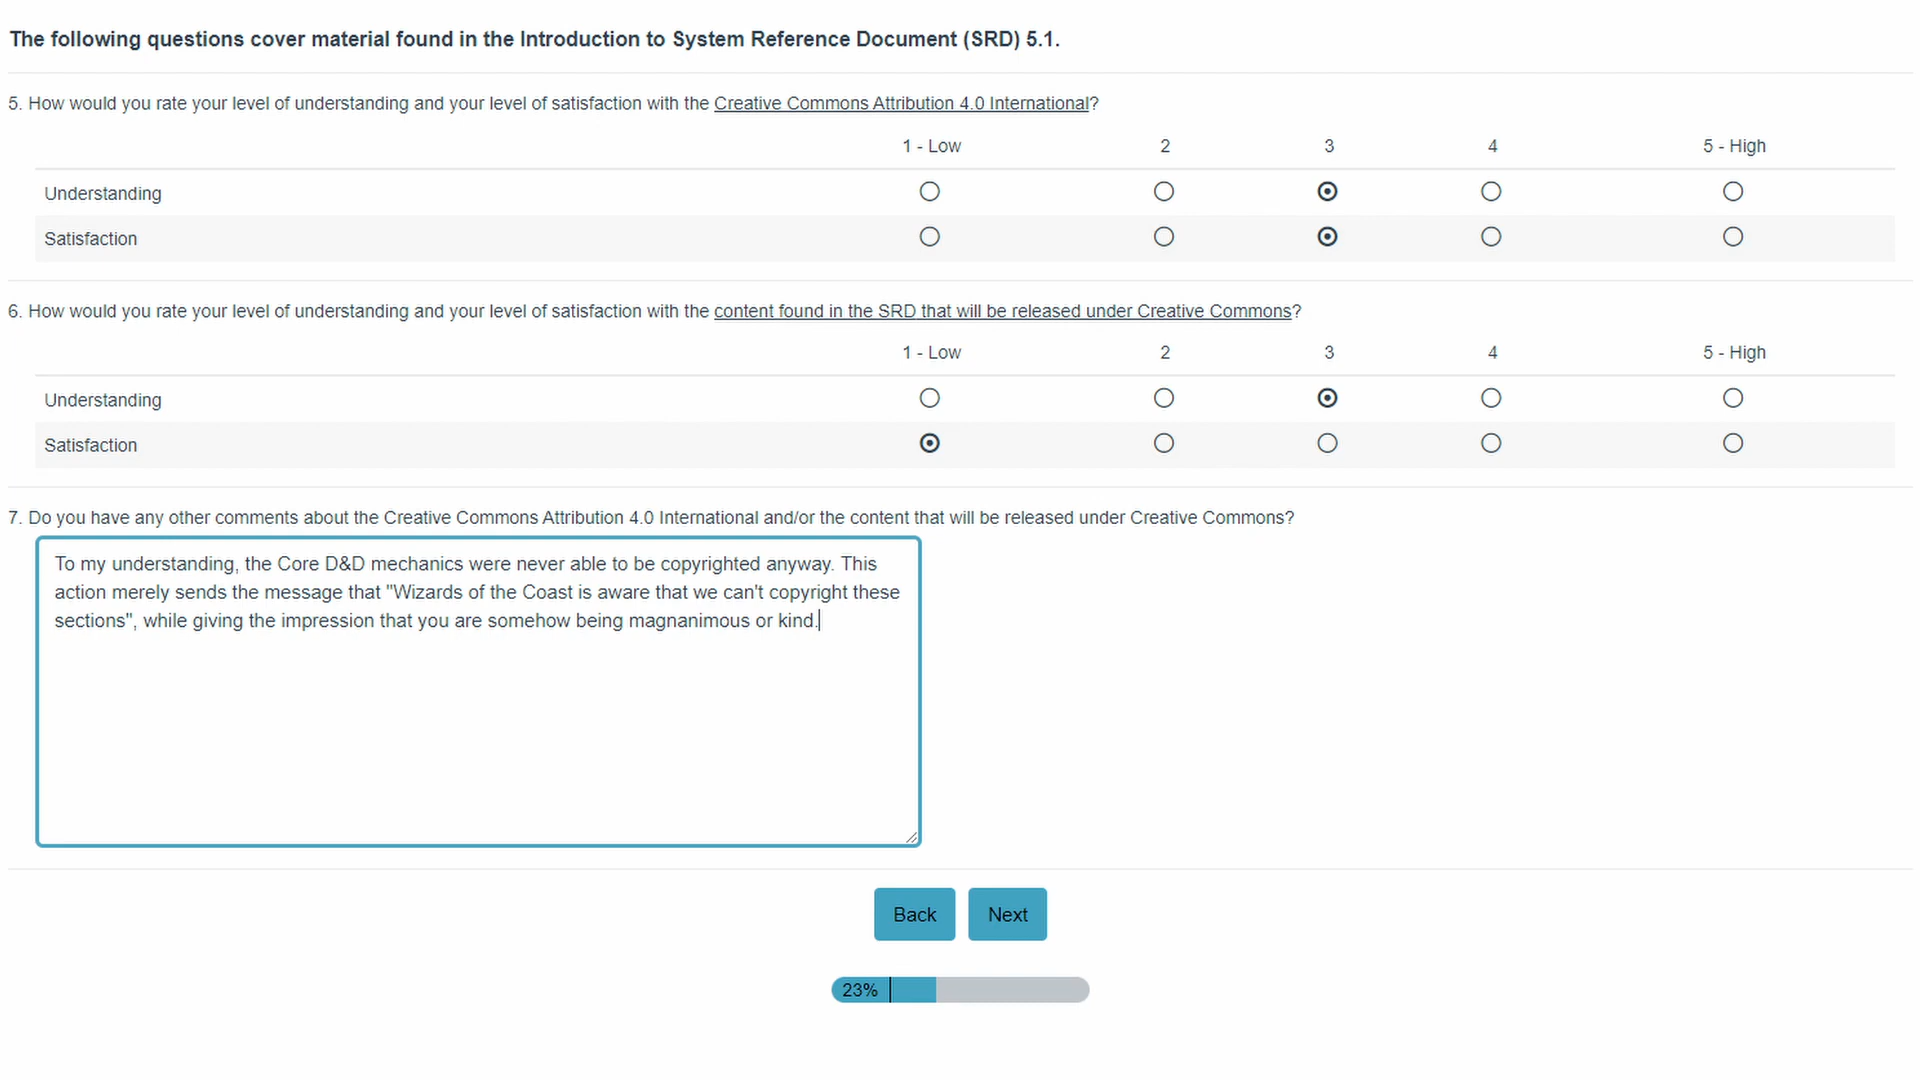 The following questions cover material found in the Introduction to System Reference Document (SRD) 5.1.
5. How would you rate your level of understanding and your level of satisfaction with the Creative Commons Attribution 4.0 International?
1 - Low 2 3 4 5 - High
Understanding
Satisfaction
6. How would you rate your level of understanding and your level of satisfaction with the content found in the SRD that will be released under Creative Commons?
1 - Low 2 3 4 5 - High
Understanding
Satisfaction
7. Do you have any other comments about the Creative Commons Attribution 4.0 International and/or the content that will be released under Creative Commons?
To my understanding, the Core D&D mechanics were never able to be copyrighted anyway. This
action merely sends the message that "Wizards of the Coast is aware that we can't copyright these
sections", while giving the impression that you are somehow being magnanimous or kind.
Back Next
23%